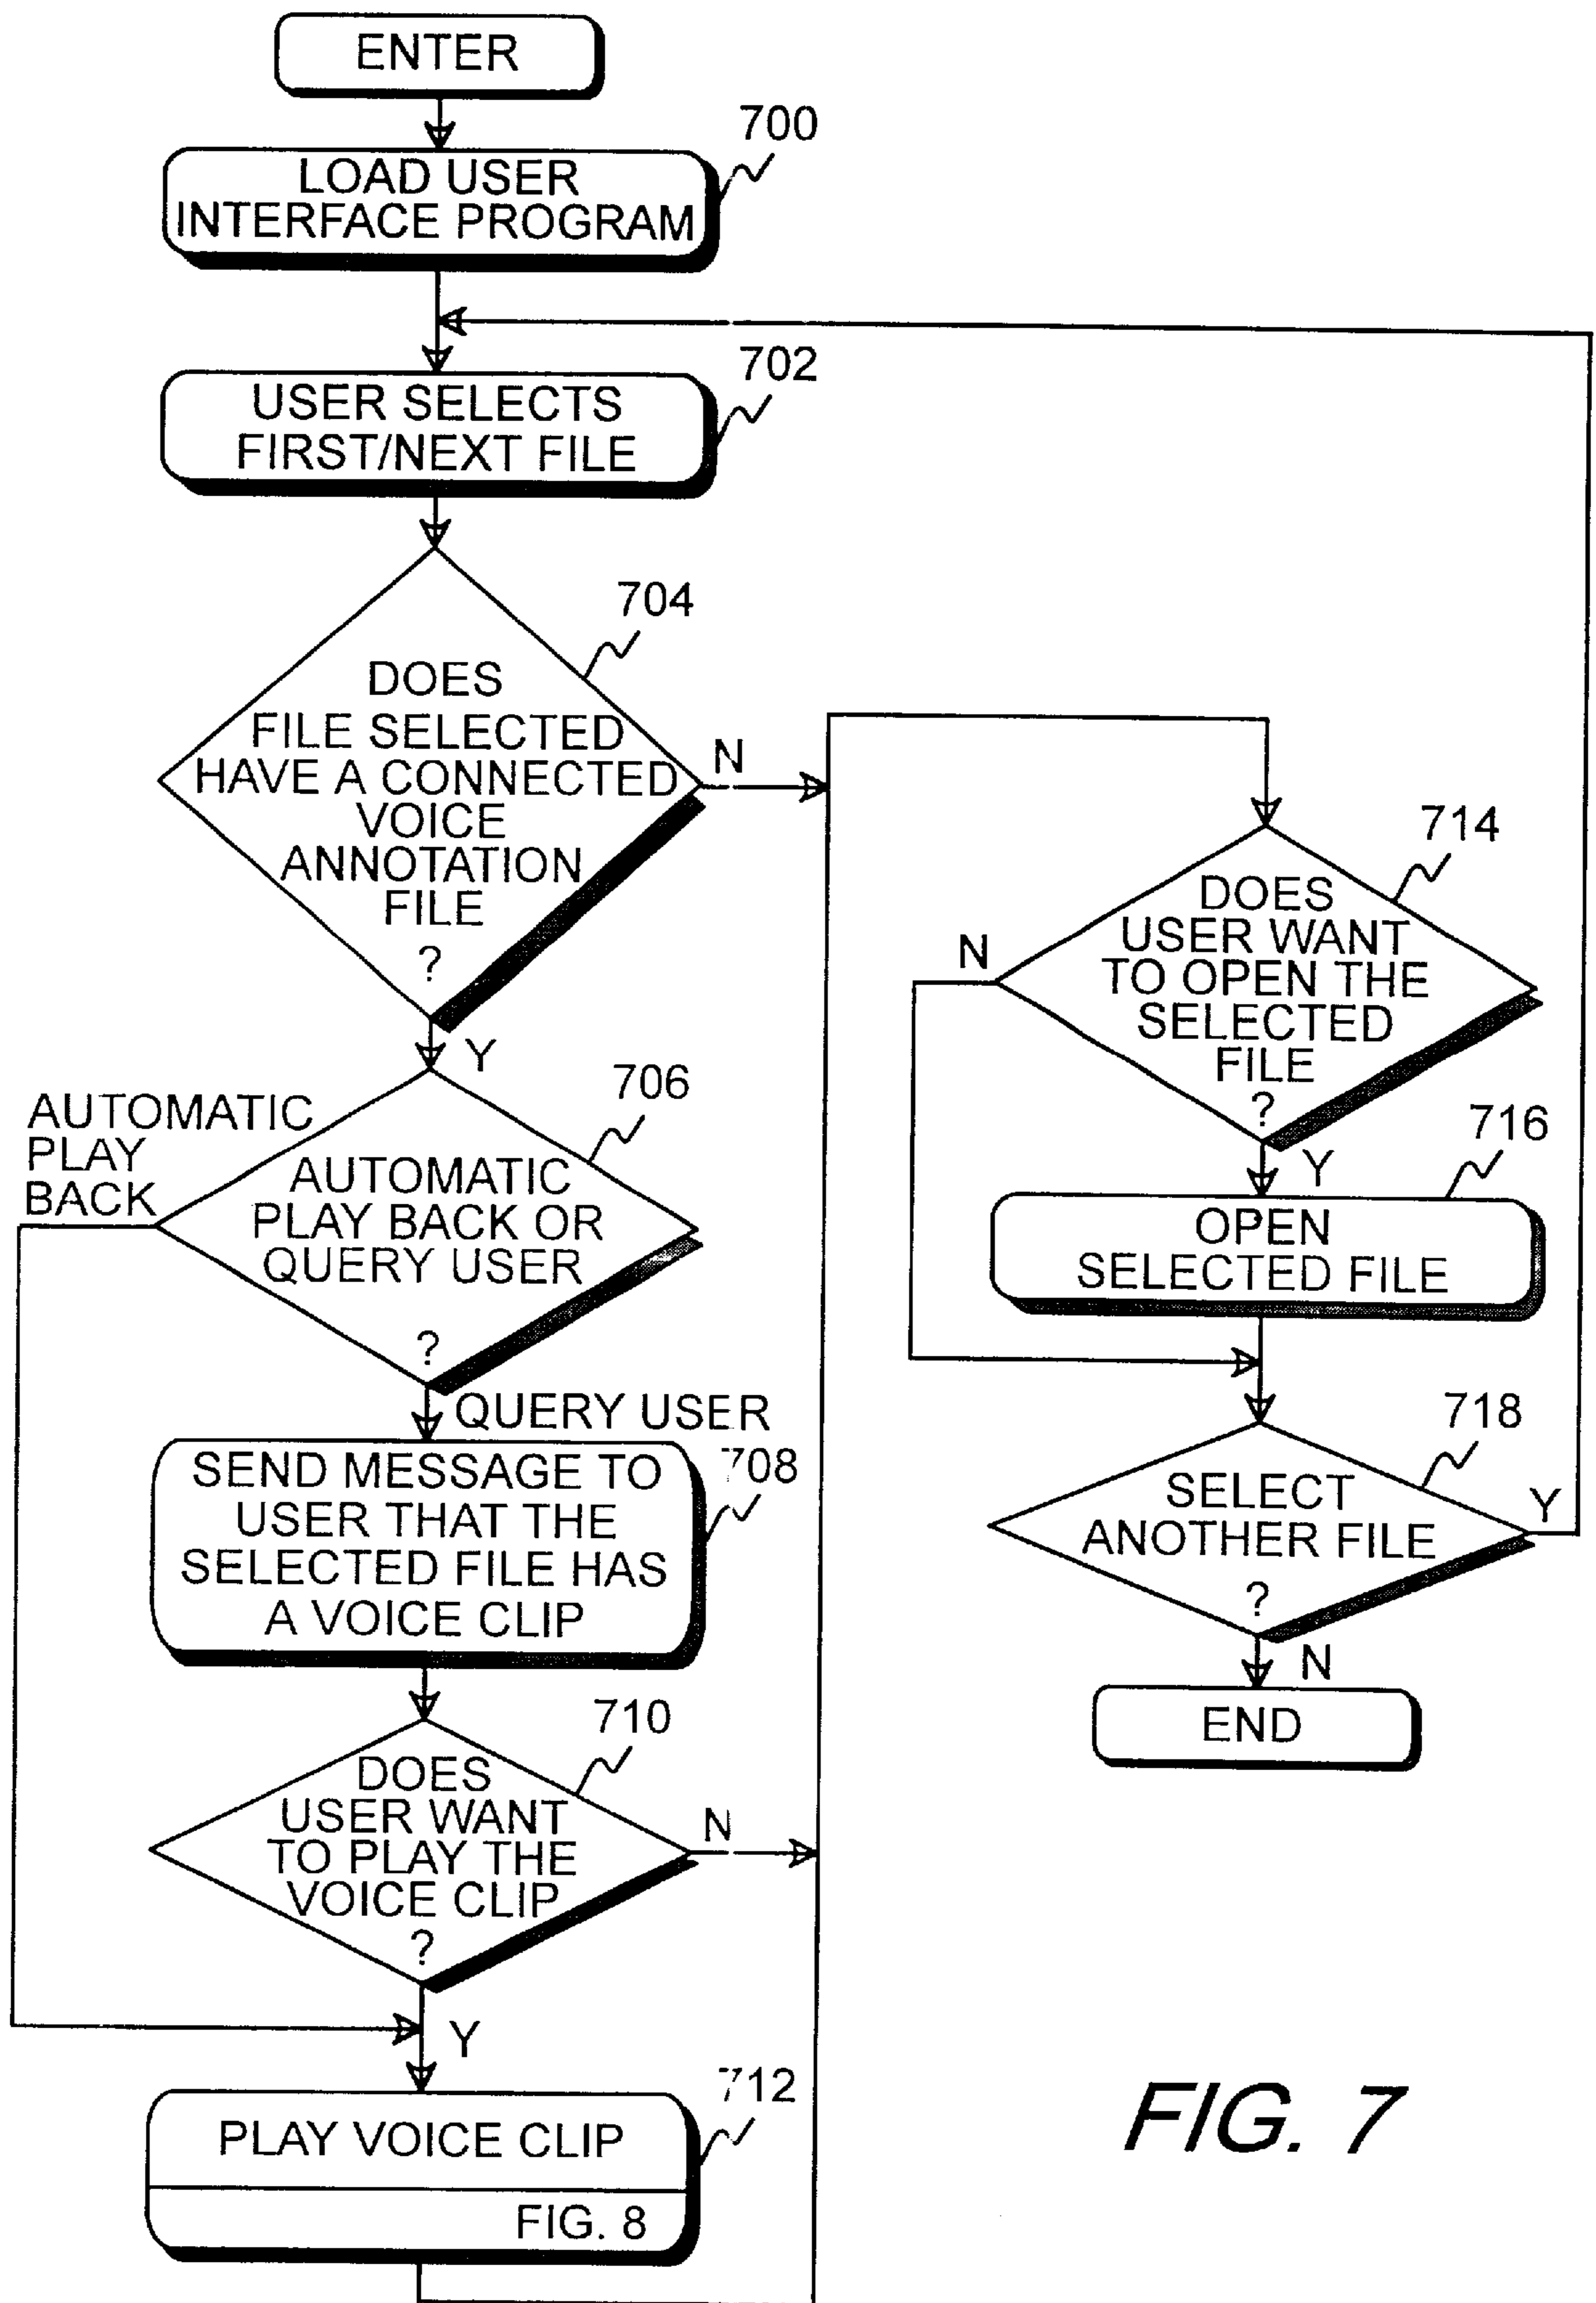 ENTER
700
LOAD USER
INTERFACE PROGRAM
702
USER SELECTS
FIRST/NEXT FILE
704
DOES
FILE SELECTED
HAVE A CONNECTED
VOICE
ANNOTATION
FILE
?
N
Y
706
AUTOMATIC
PLAY
BACK
AUTOMATIC
PLAY BACK OR
QUERY USER
?
QUERY USER
708
SEND MESSAGE TO
USER THAT THE
SELECTED FILE HAS
A VOICE CLIP
710
DOES
USER WANT
TO PLAY THE
VOICE CLIP
?
N
Y
712
PLAY VOICE CLIP
FIG. 8
714
DOES
USER WANT
TO OPEN THE
SELECTED
FILE
?
N
Y
716
OPEN
SELECTED FILE
718
SELECT
ANOTHER FILE
?
Y
N
END
FIG. 7